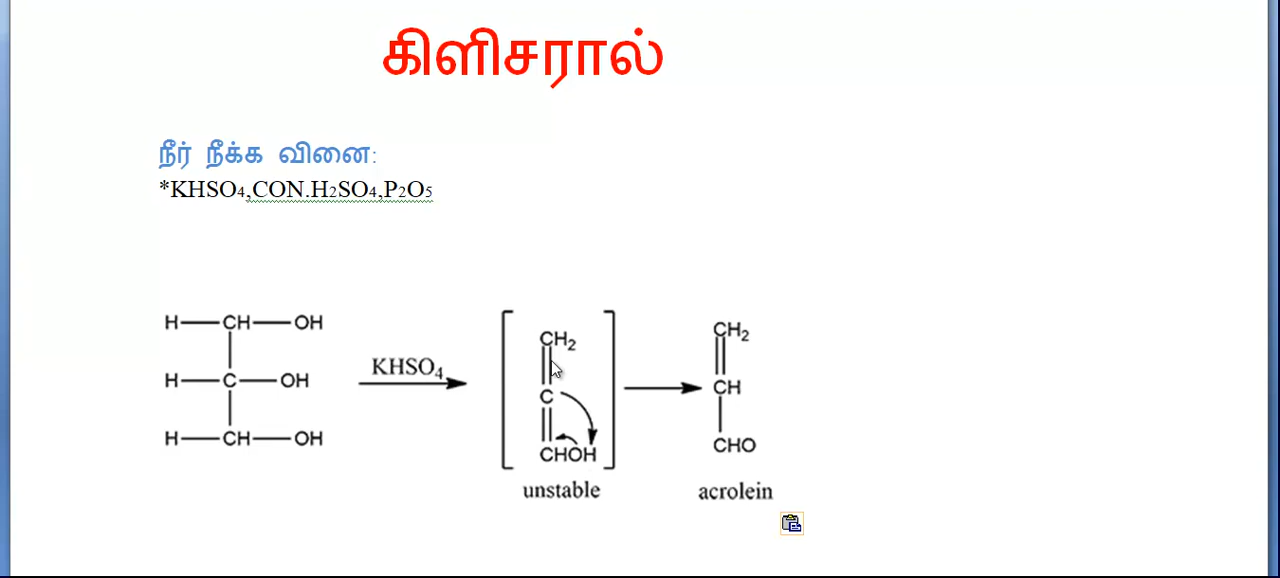 கிளிசரால்
நீர் நீக்க வினை:
*KHSO4,CON.H2SO4,P2O5
H CH OH
H C OH
H CH OH
KHSO4
CH2
C
CHOH
unstable
CH2
CH
CHO
acrolein